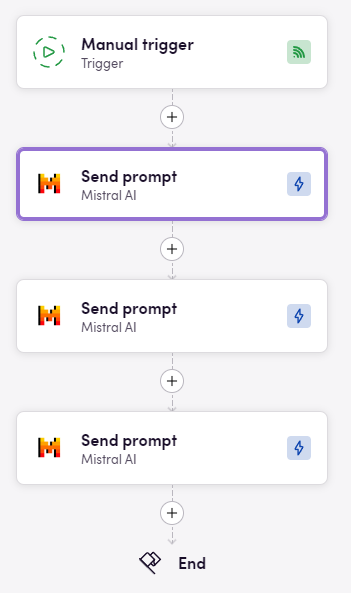 Manual trigger
Trigger
Send prompt
Mistral AI
Send prompt
Mistral AI
Send prompt
Mistral AI
End